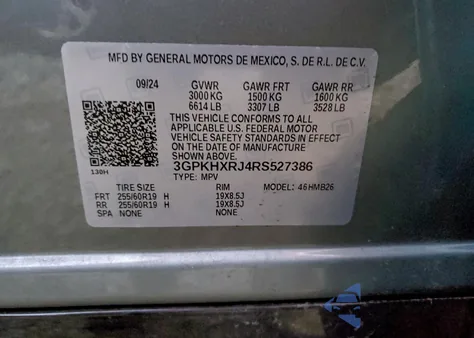 MFD BY GENERAL MOTORS DE MEXICO, S. DE R.L. DE C.V.
09/24 GVWR GAWR FRT GAWR RR
3000 KG 1500 KG 1600 KG
6614 LB 3307 LB 3528 LB
THIS VEHICLE CONFORMS TO ALL
APPLICABLE U.S. FEDERAL MOTOR
VEHICLE SAFETY STANDARDS IN EFFECT
ON THE DATE OF MANUFACTURE SHOWN ABOVE.
3GPKHXRJ4RS527386
130H TYPE: MPV
TIRE SIZE RIM MODEL: 46HMB26
FRT 255/60R19 H 19X8.5J
RR 255/60R19 H 19X8.5J
SPA NONE NONE